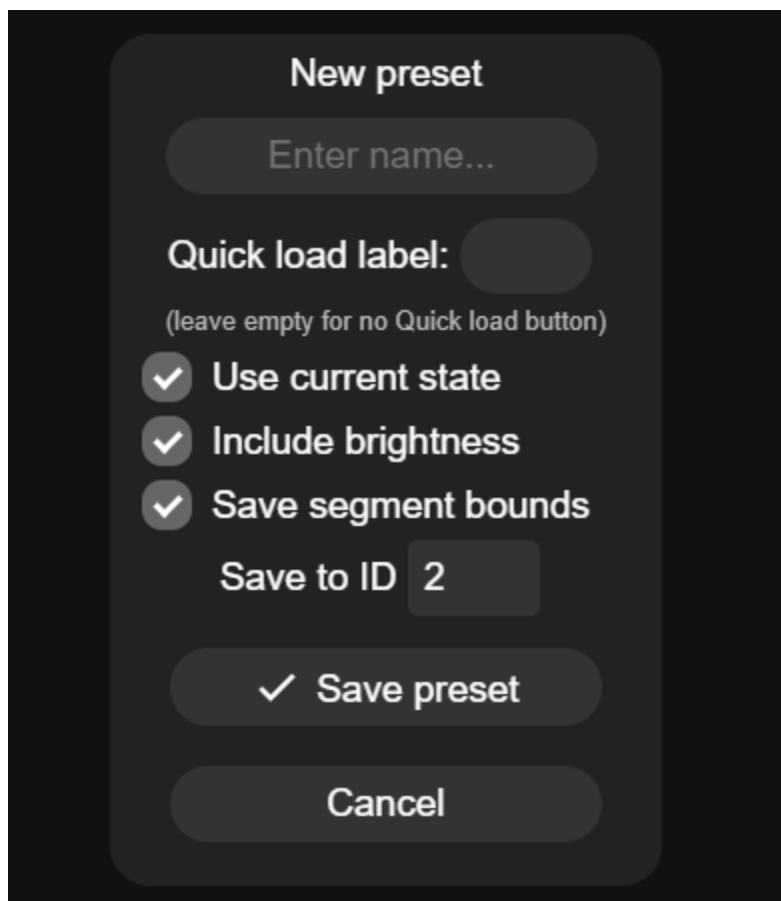 New preset
Enter name...
Quick load label:
(leave empty for no Quick load button)
Use current state
Include brightness
Save segment bounds
Save to ID 2
Save preset
Cancel